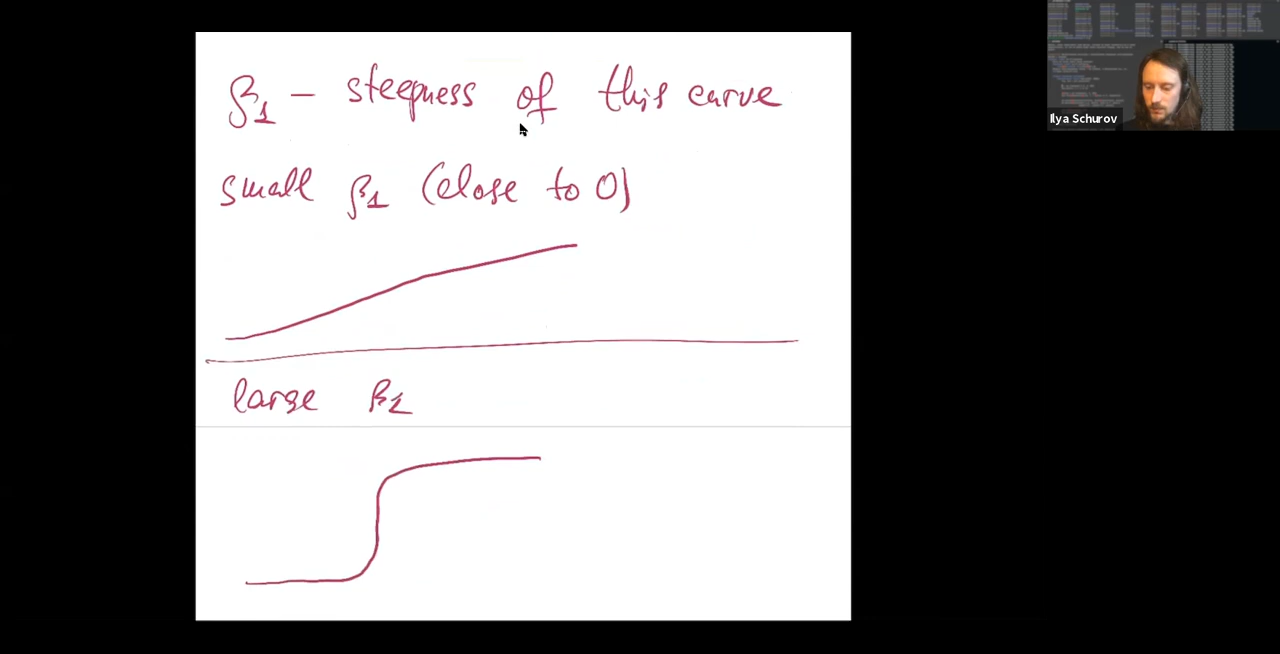 β1 – steepness of this curve
small β1 (close to 0)
large β1
Ilya Schurov